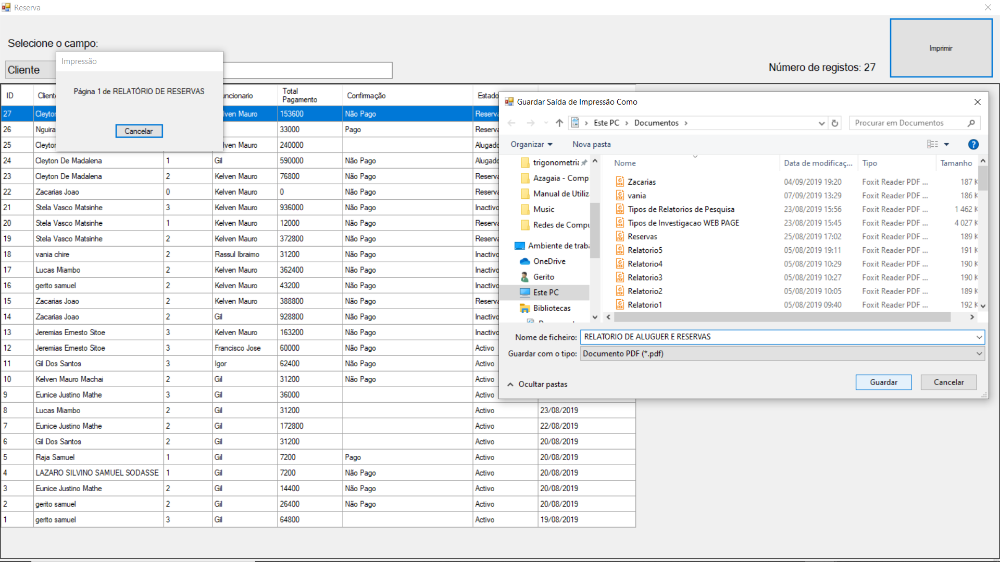 Reserva
Selecione o campo:
Imprimir
Cliente
Número de registos: 27
Impressão
Página 1 de RELATÓRIO DE RESERVAS
Cancelar
ID Cliente uncionario Total Pagamento Confirmação Estado
27 Cleyton lven Mauro 153600 Não Pago Reserva
26 Nguira 33000 Pago Reserva
25 Cleyton lven Mauro 240000 Alugado
24 Cleyton De Madalena 1 Gil 590000 Não Pago Alugado
23 Cleyton De Madalena 2 Kelven Mauro 76800 Não Pago Reserva
22 Zacarias Joao 0 Kelven Mauro 0 Não Pago Reserva
21 Stela Vasco Matsinhe 3 Kelven Mauro 936000 Não Pago Inactivo
20 Stela Vasco Matsinhe 1 Kelven Mauro 12000 Não Pago Reserva
19 Stela Vasco Matsinhe 2 Kelven Mauro 372800 Não Pago Reserva
18 vania chire 2 Rassul Ibraimo 31200 Não Pago Inactivo
17 Lucas Miambo 2 Kelven Mauro 362400 Não Pago Inactivo
16 gerito samuel 2 Kelven Mauro 43200 Não Pago Inactivo
15 Zacarias Joao 2 Kelven Mauro 388800 Não Pago Reserva
14 Zacarias Joao 2 Gil 928800 Não Pago Inactivo
13 Jeremias Ernesto Sitoe 3 Kelven Mauro 163200 Não Pago Inactivo
12 Jeremias Ernesto Sitoe 3 Francisco Jose 60000 Não Pago Activo
11 Gil Dos Santos 3 Igor 62400 Não Pago Activo
10 Kelven Mauro Machai 2 Gil 31200 Não Pago Activo
9 Eunice Justino Mathe 3 Gil 36000 Activo
8 Lucas Miambo 2 Gil 31200 Activo 23/08/2019
7 Eunice Justino Mathe 2 Gil 172800 Activo 22/08/2019
6 Gil Dos Santos 2 Gil 31200 Activo 20/08/2019
5 Raja Samuel 1 Gil 7200 Pago Activo 20/08/2019
4 LAZARO SILVINO SAMUEL SODASSE 1 Gil 7200 Não Pago Activo 20/08/2019
3 Eunice Justino Mathe 2 Gil 14400 Não Pago Activo 20/08/2019
2 gerito samuel 2 Gil 26400 Não Pago Activo 20/08/2019
1 gerito samuel 3 Gil 64800 Activo 19/08/2019
Guardar Saída de Impressão Como
Este PC › Documentos ›
Procurar em Documentos
Organizar
Nova pasta
trigonometria
Azagaia - Comp
Manual de Utiliz
Music
Redes de Compu
Ambiente de traba
OneDrive
Gerito
Este PC
Bibliotecas
Nome Data de modificaç... Tipo Tamanho
Zacarias 04/09/2019 19:20 Foxit Reader PDF ... 187 K
vania 07/09/2019 13:29 Foxit Reader PDF ... 186 K
Tipos de Relatorios de Pesquisa 23/08/2019 15:56 Foxit Reader PDF ... 1 462 K
Tipos de Investigacao WEB PAGE 23/08/2019 15:45 Foxit Reader PDF ... 4 027 K
Reservas 25/08/2019 17:02 Foxit Reader PDF ... 189 K
Relatorio5 05/08/2019 19:11 Foxit Reader PDF ... 191 K
Relatorio4 05/08/2019 10:29 Foxit Reader PDF ... 190 K
Relatorio3 05/08/2019 10:27 Foxit Reader PDF ... 190 K
Relatorio2 05/08/2019 10:05 Foxit Reader PDF ... 189 K
Relatorio1 05/08/2019 09:40 Foxit Reader PDF ... 192 K
Nome de ficheiro: RELATORIO DE ALUGUER E RESERVAS
Guardar com o tipo: Documento PDF (*.pdf)
Ocultar pastas
Guardar
Cancelar